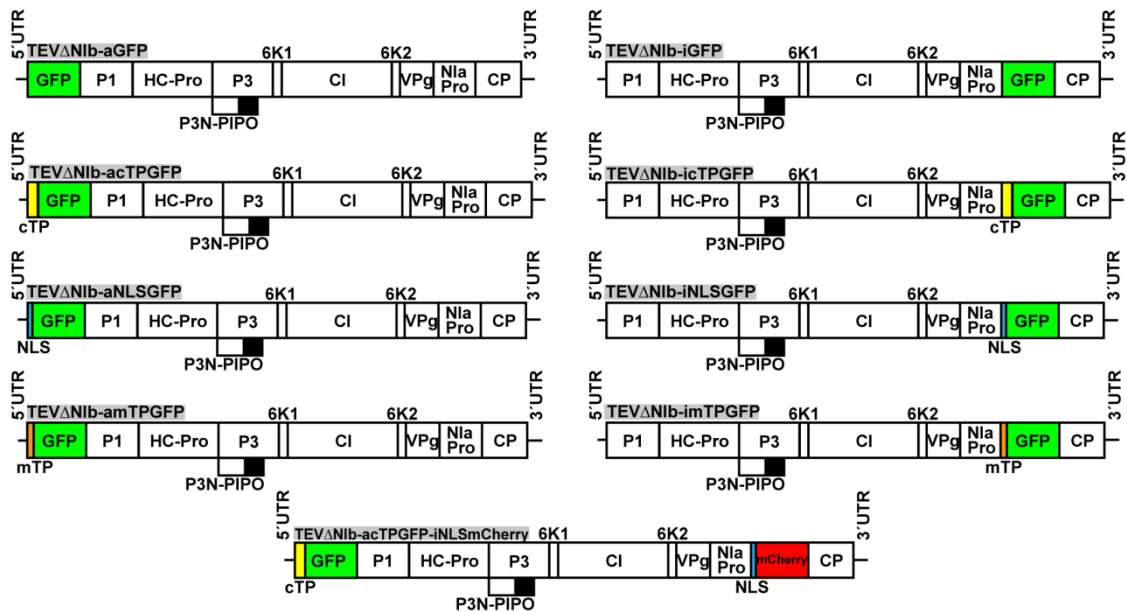 5´UTR
3´UTR
TEVΔNIb-aGFP
6K1
6K2
GFP P1 HC-Pro P3 CI VPg NIa Pro CP
P3N-PIPO
5´UTR
3´UTR
TEVΔNIb-iGFP
6K1
6K2
P1 HC-Pro P3 CI VPg NIa Pro GFP CP
P3N-PIPO
5´UTR
3´UTR
TEVΔNIb-acTPGFP
6K1
6K2
GFP P1 HC-Pro P3 CI VPg NIa Pro CP
cTP
P3N-PIPO
5´UTR
3´UTR
TEVΔNIb-icTPGFP
6K1
6K2
P1 HC-Pro P3 CI VPg NIa Pro GFP CP
cTP
P3N-PIPO
5´UTR
3´UTR
TEVΔNIb-aNLSGFP
6K1
6K2
GFP P1 HC-Pro P3 CI VPg NIa Pro CP
NLS
P3N-PIPO
5´UTR
3´UTR
TEVΔNIb-iNLSGFP
6K1
6K2
P1 HC-Pro P3 CI VPg NIa Pro GFP CP
NLS
P3N-PIPO
5´UTR
3´UTR
TEVΔNIb-amTPGFP
6K1
6K2
GFP P1 HC-Pro P3 CI VPg NIa Pro CP
mTP
P3N-PIPO
5´UTR
3´UTR
TEVΔNIb-imTPGFP
6K1
6K2
P1 HC-Pro P3 CI VPg NIa Pro GFP CP
mTP
P3N-PIPO
5´UTR
3´UTR
TEVΔNIb-acTPGFP-iNLSmCherry
6K1
6K2
GFP P1 HC-Pro P3 CI VPg NIa Pro mCherry CP
cTP
NLS
P3N-PIPO